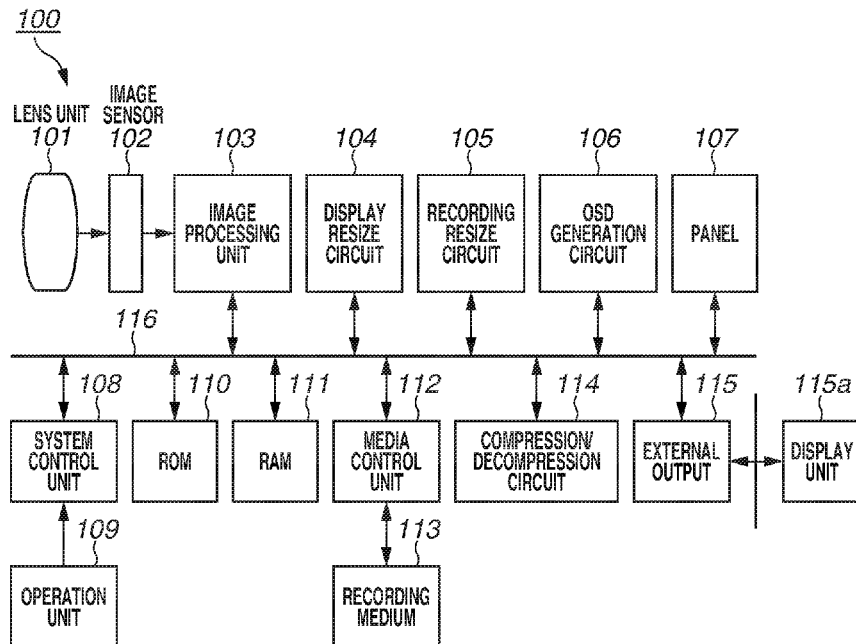 100
LENS UNIT
101
IMAGE
SENSOR
102
103
104
105
106
107
IMAGE
PROCESSING
UNIT
DISPLAY
RESIZE
CIRCUIT
RECORDING
RESIZE
CIRCUIT
OSD
GENERATION
CIRCUIT
PANEL
116
108
110
111
112
114
115
115a
SYSTEM
CONTROL
UNIT
ROM
RAM
MEDIA
CONTROL
UNIT
COMPRESSION/
DECOMPRESSION
CIRCUIT
EXTERNAL
OUTPUT
DISPLAY
UNIT
109
113
OPERATION
UNIT
RECORDING
MEDIUM